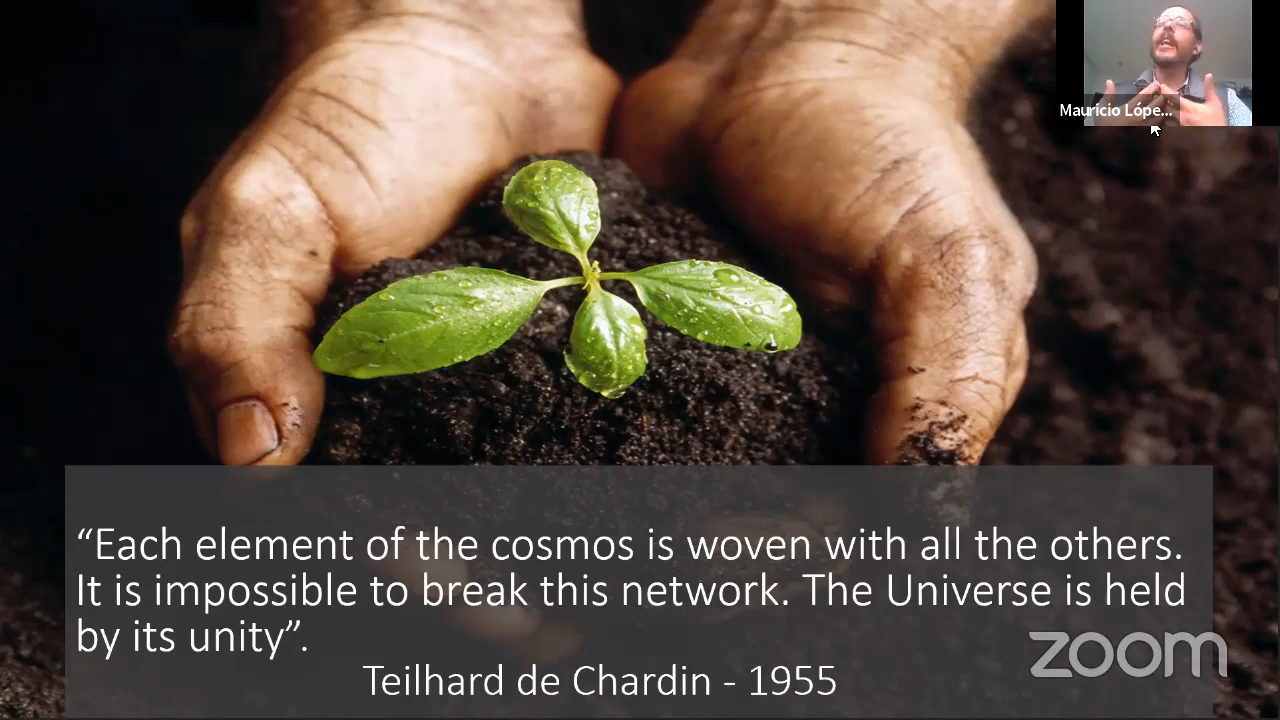 Mauricio Lópe...
“Each element of the cosmos is woven with all the others.
It is impossible to break this network. The Universe is held
by its unity”.
zoom
Teilhard de Chardin - 1955